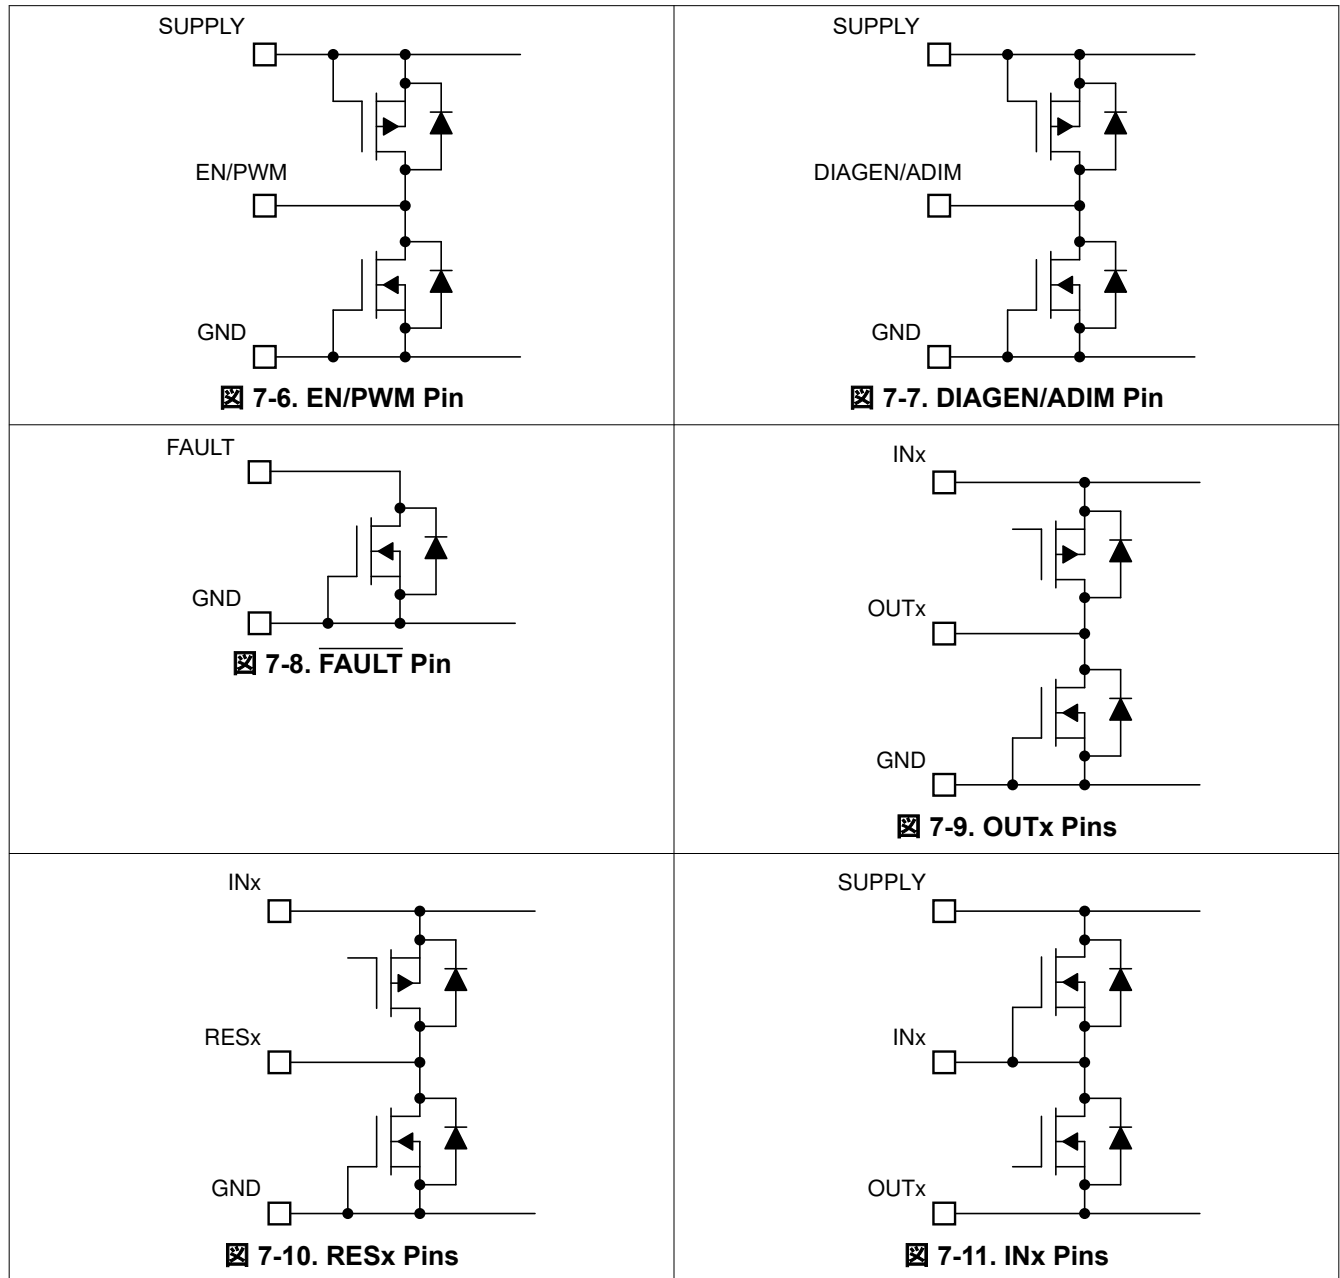 SUPPLY
EN/PWM
GND
図 7-6. EN/PWM Pin
SUPPLY
DIAGEN/ADIM
GND
図 7-7. DIAGEN/ADIM Pin
FAULT
GND
図 7-8. FAULT Pin
INx
OUTx
GND
図 7-9. OUTx Pins
INx
RESx
GND
図 7-10. RESx Pins
SUPPLY
INx
OUTx
図 7-11. INx Pins